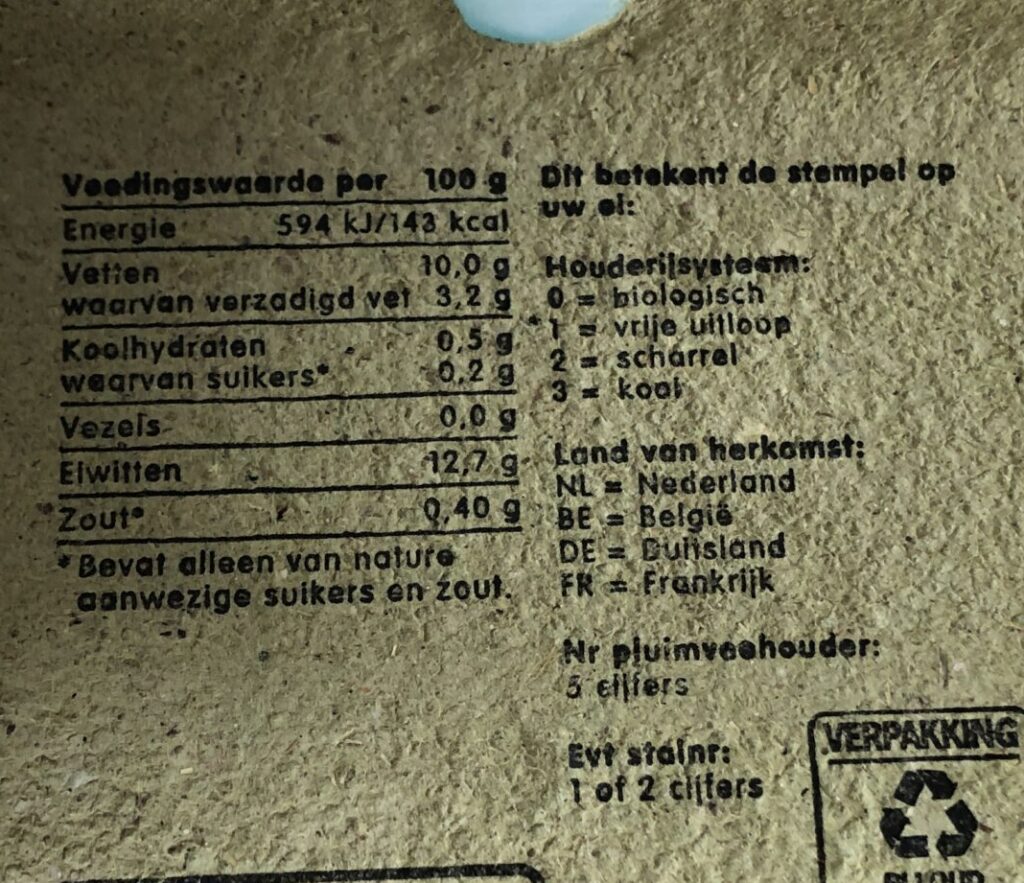 Voedingswaarde per 100 g
Energie 594 kJ/143 kcal
Vetten 10,0 g
waarvan verzadigd vet 3,2 g
Koolhydraten 0,5 g
waarvan suikers* 0,2 g
Vezels 0,0 g
Eiwitten 12,7 g
Zout* 0,40 g
* Bevat alleen van nature
aanwezige suikers en zout.
Dit betekent de stempel op
uw ei:
Houderijsysteem:
0 = biologisch
1 = vrije uitloop
2 = scharrel
3 = kooi
Land van herkomst:
NL = Nederland
BE = België
DE = Duitsland
FR = Frankrijk
Nr pluimveehouder:
5 cijfers
Evt stalnr:
1 of 2 cijfers
VERPAKKING